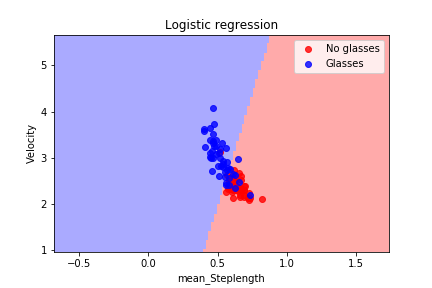 Logistic regression
No glasses
Glasses
Velocity
5
4
3
2
1
−0.5
0.0
0.5
1.0
1.5
mean_Steplength